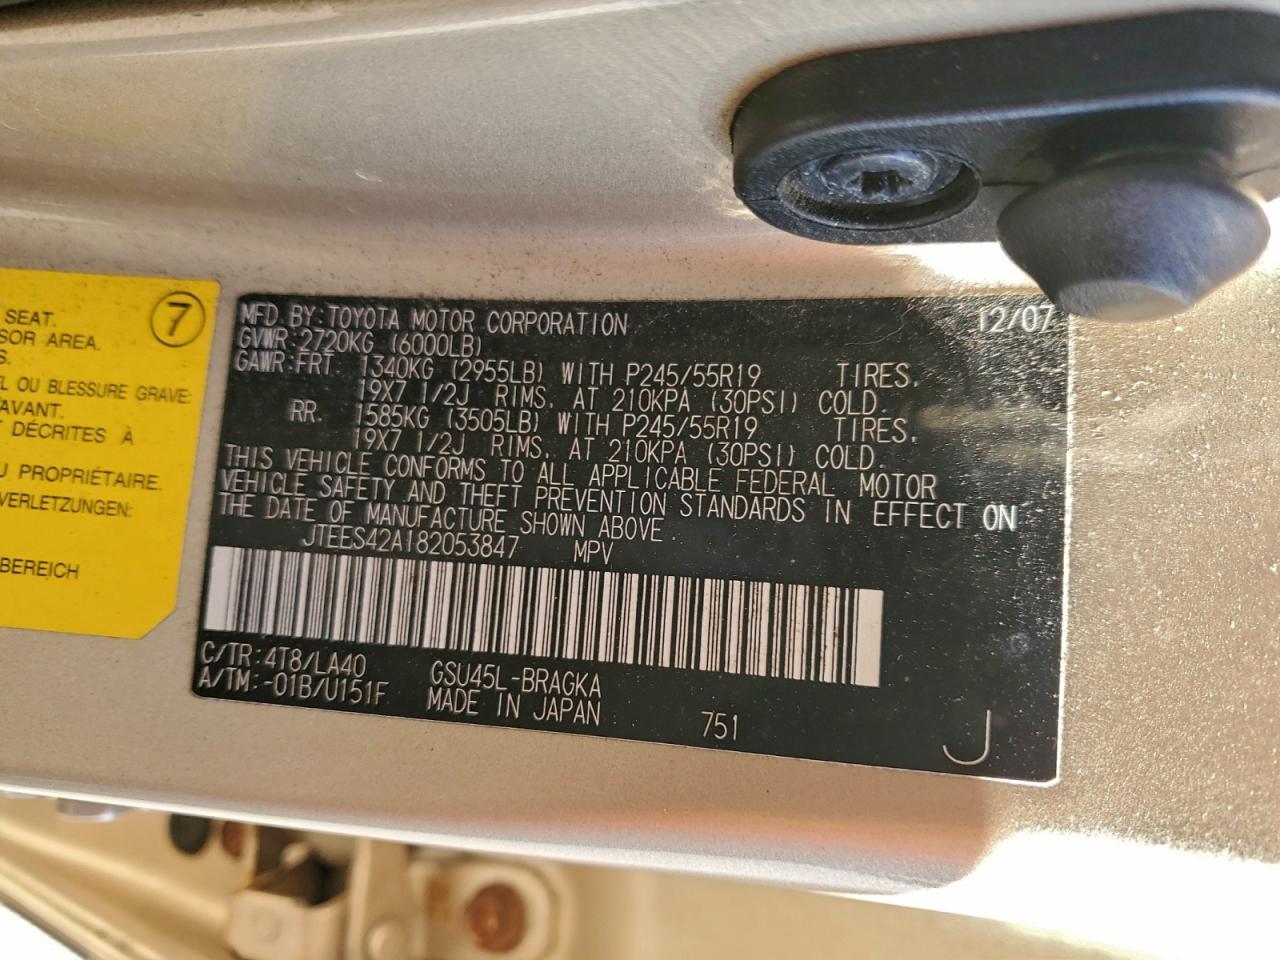 SEAT.
SOR AREA.
S.
EL OU BLESSURE GRAVE:
AVANT.
T DÉCRITES À
U PROPRIÉTAIRE.
VERLETZUNGEN:
BEREICH
7
MFD. BY: TOYOTA MOTOR CORPORATION 12/07
GVWR: 2720KG (6000LB)
GAWR: FRT. 1340KG (2955LB) WITH P245/55R19 TIRES.
19X7 1/2J RIMS. AT 210KPA (30PSI) COLD.
RR. 1585KG (3505LB) WITH P245/55R19 TIRES.
19X7 1/2J RIMS. AT 210KPA (30PSI) COLD.
THIS VEHICLE CONFORMS TO ALL APPLICABLE FEDERAL MOTOR
VEHICLE SAFETY AND THEFT PREVENTION STANDARDS IN EFFECT ON
THE DATE OF MANUFACTURE SHOWN ABOVE.
JTEES42A182053847 MPV
C/TR: 4T8/LA40 GSU45L-BRAGKA
A/TM: -01B/U151F MADE IN JAPAN 751 J